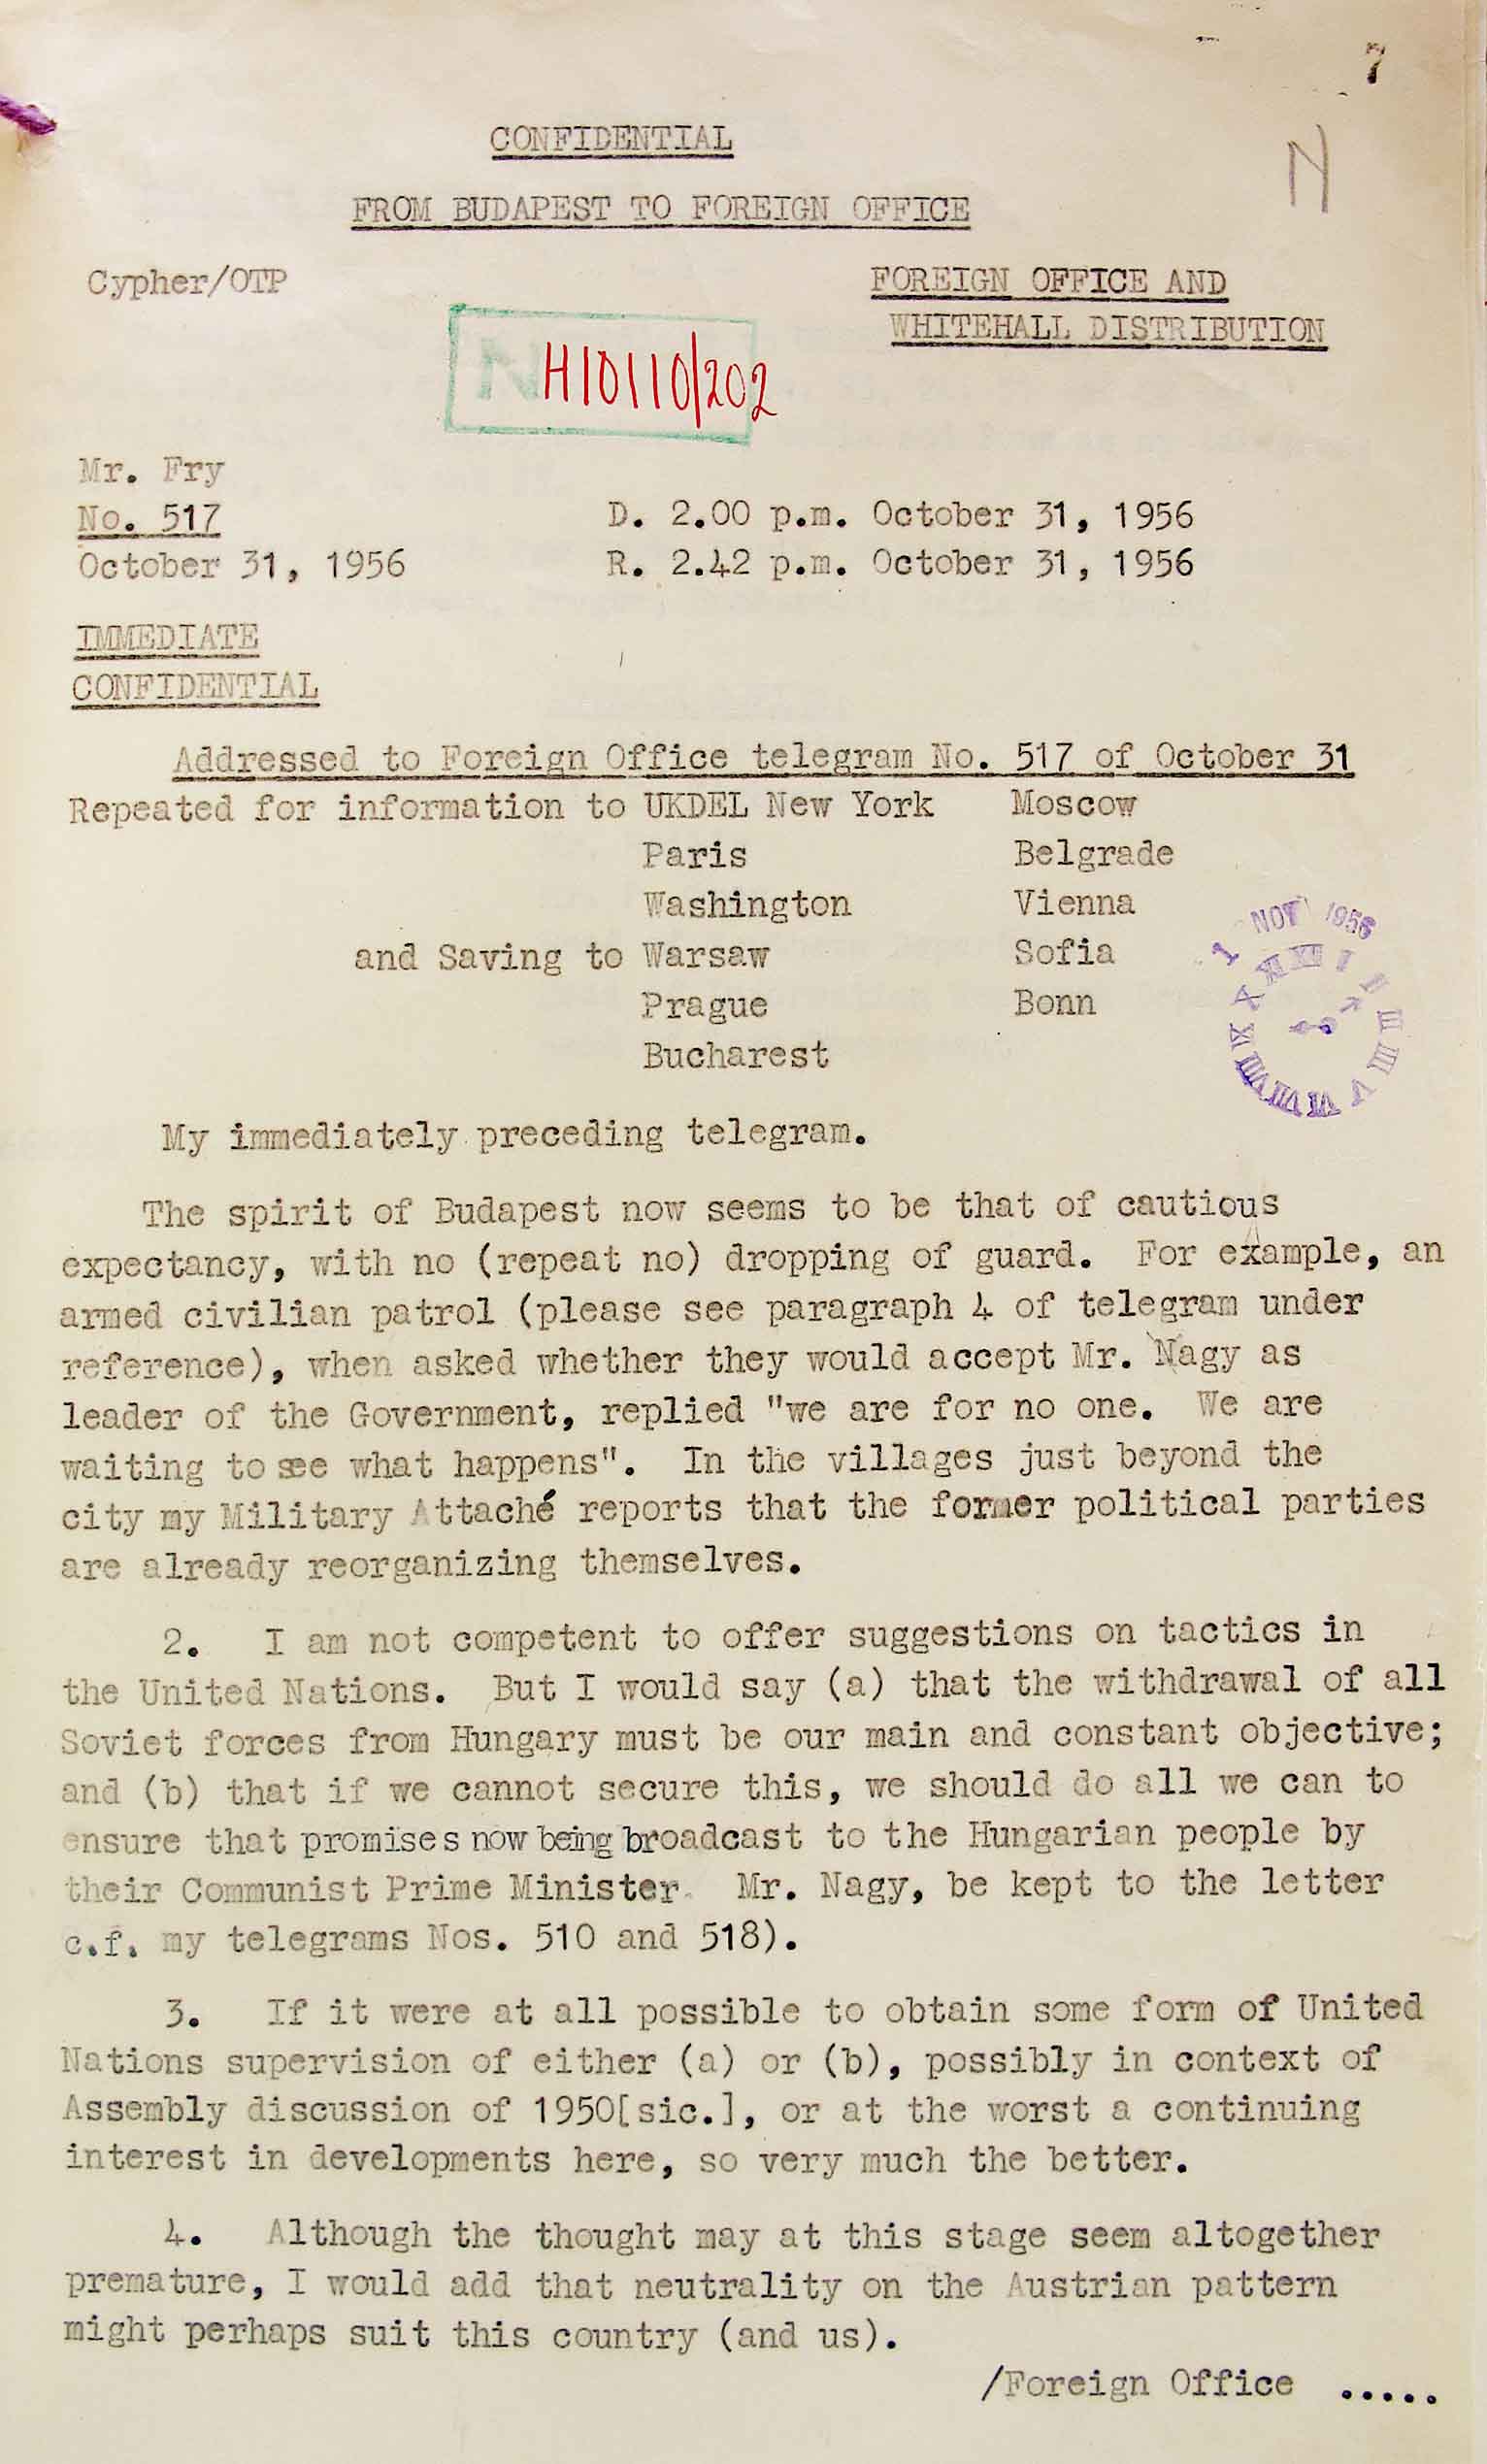 7
N
CONFIDENTIAL
FROM BUDAPEST TO FOREIGN OFFICE
Cypher/OTP
FOREIGN OFFICE AND
WHITEHALL DISTRIBUTION
N H10110/202
Mr. Fry
No. 517
October 31, 1956
D. 2.00 p.m. October 31, 1956
R. 2.42 p.m. October 31, 1956
IMMEDIATE
CONFIDENTIAL
Addressed to Foreign Office telegram No. 517 of October 31
Repeated for information to UKDEL New York Moscow
Paris Belgrade
Washington Vienna
and Saving to Warsaw Sofia
Prague Bonn
Bucharest
1 NOV 1956
XII I II III IIII V VI VII VIII IX X XI
My immediately preceding telegram.
The spirit of Budapest now seems to be that of cautious
expectancy, with no (repeat no) dropping of guard. For example, an
armed civilian patrol (please see paragraph 4 of telegram under
reference), when asked whether they would accept Mr. Nagy as
leader of the Government, replied "we are for no one. We are
waiting to see what happens". In the villages just beyond the
city my Military Attaché reports that the former political parties
are already reorganizing themselves.
2. I am not competent to offer suggestions on tactics in
the United Nations. But I would say (a) that the withdrawal of all
Soviet forces from Hungary must be our main and constant objective;
and (b) that if we cannot secure this, we should do all we can to
ensure that promises now being broadcast to the Hungarian people by
their Communist Prime Minister. Mr. Nagy, be kept to the letter
c.f. my telegrams Nos. 510 and 518).
3. If it were at all possible to obtain some form of United
Nations supervision of either (a) or (b), possibly in context of
Assembly discussion of 1950[sic.], or at the worst a continuing
interest in developments here, so very much the better.
4. Although the thought may at this stage seem altogether
premature, I would add that neutrality on the Austrian pattern
might perhaps suit this country (and us).
/Foreign Office .....